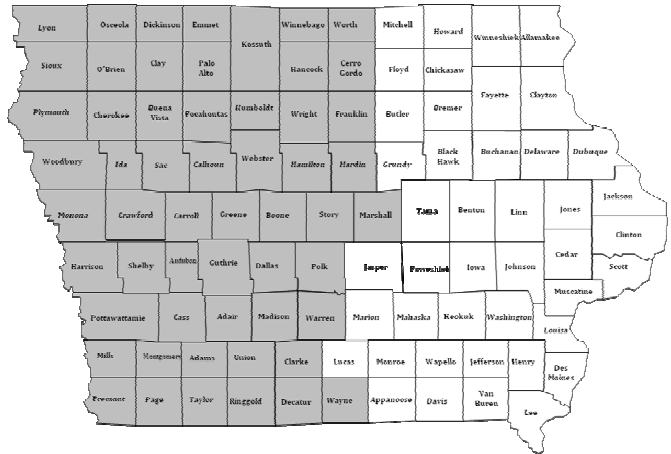 Lyon Osceola Dickinson Emmet Winnebago Worth Mitchell Howard Winneshiek Allamakee
Kossuth
Sioux O'Brien Clay Palo Alto Hancock Cerro Gordo Floyd Chickasaw
Fayette Clayton
Plymouth Cherokee Buena Vista Pocahontas Humboldt Wright Franklin Butler Bremer
Woodbury Ida Sac Calhoun Webster Hamilton Hardin Grundy Black Hawk Buchanan Delaware Dubuque
Jackson
Monona Crawford Carroll Greene Boone Story Marshall Tama Benton Linn Jones
Clinton
Harrison Shelby Audubon Guthrie Dallas Polk Jasper Poweshiek Iowa Johnson Cedar Scott
Muscatine
Pottawattamie Cass Adair Madison Warren Marion Mahaska Keokuk Washington
Louisa
Mills Montgomery Adams Union Clarke Lucas Monroe Wapello Jefferson Henry
Des Moines
Fremont Page Taylor Ringgold Decatur Wayne Appanoose Davis Van Buren Lee